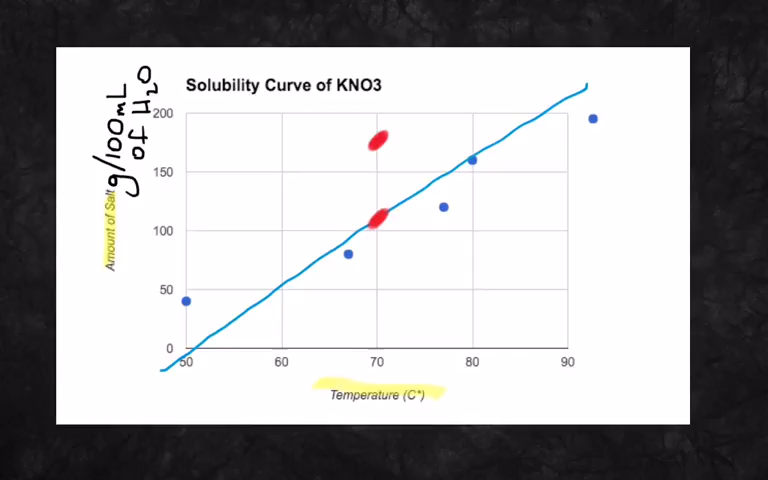 g/100mL
of H₂O
Solubility Curve of KNO3
Amount of Salt
200
150
100
50
0
50 60 70 80 90
Temperature (C°)